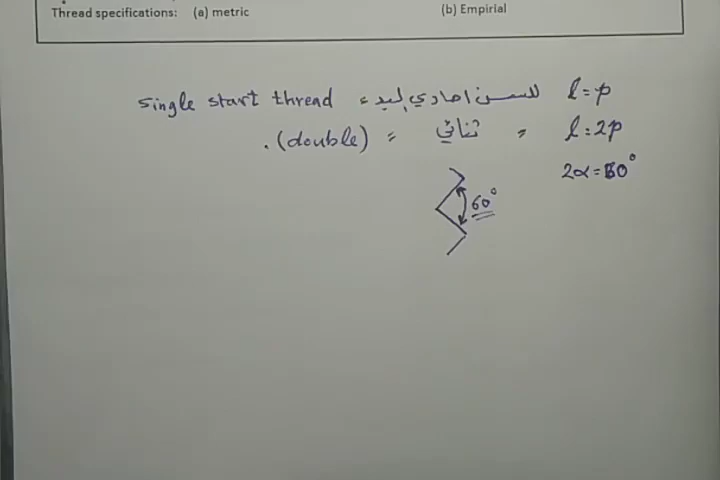 Thread specifications: (a) metric (b) Empirial
single start thread للسن احادي البدء l = p
. (double) = ثنائي = l = 2p
2α = 60°
60°